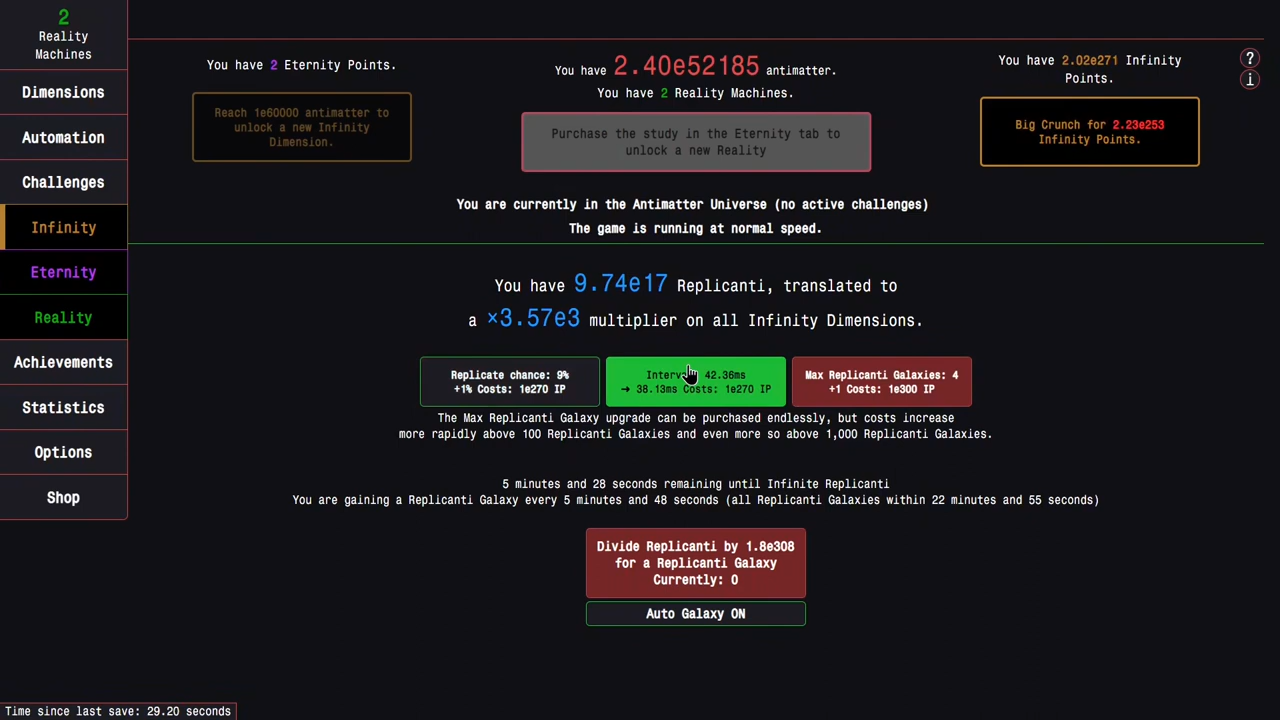 2
Reality
Machines
Dimensions
Automation
Challenges
Infinity
Eternity
Reality
Achievements
Statistics
Options
Shop
You have 2 Eternity Points.
Reach 1e60000 antimatter to
unlock a new Infinity
Dimension.
You have 2.40e52185 antimatter.
You have 2 Reality Machines.
Purchase the study in the Eternity tab to
unlock a new Reality
You have 2.02e271 Infinity
Points.
Big Crunch for 2.23e253
Infinity Points.
?
i
You are currently in the Antimatter Universe (no active challenges)
The game is running at normal speed.
You have 9.74e17 Replicanti, translated to
a ×3.57e3 multiplier on all Infinity Dimensions.
Replicate chance: 9%
+1% Costs: 1e270 IP
42.36ms
➜ 38.13ms Costs: 1e270 IP
Max Replicanti Galaxies: 4
+1 Costs: 1e300 IP
The Max Replicanti Galaxy upgrade can be purchased endlessly, but costs increase
more rapidly above 100 Replicanti Galaxies and even more so above 1,000 Replicanti Galaxies.
5 minutes and 28 seconds remaining until Infinite Replicanti
You are gaining a Replicanti Galaxy every 5 minutes and 48 seconds (all Replicanti Galaxies within 22 minutes and 55 seconds)
Divide Replicanti by 1.8e308
for a Replicanti Galaxy
Currently: 0
Auto Galaxy ON
Time since last save: 29.20 seconds